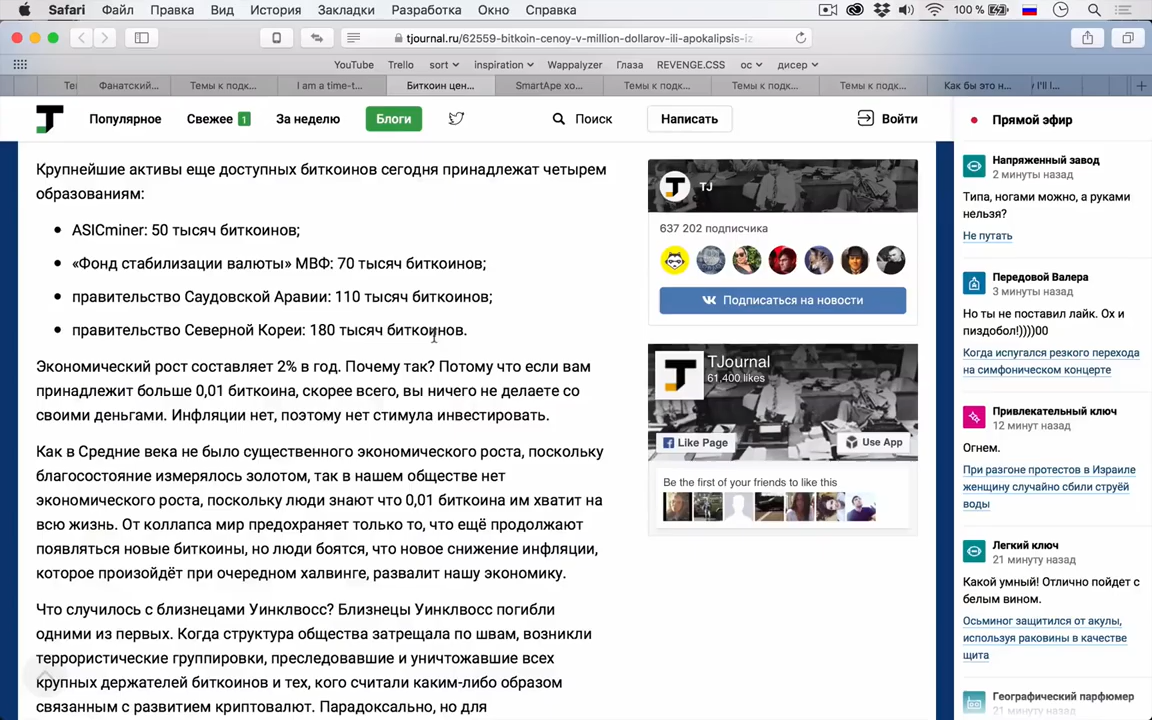 Safari Файл Правка Вид История Закладки Разработка Окно Справка 100 %
tjournal.ru/62559-bitkoin-cenoy-v-million-dollarov-ili-apokalipsis-iz
YouTube Trello sort inspiration Wappalyzer Глаза REVENGE.CSS ос дисер
Те Фанатский... Темы к подк... I am a time-t... Биткоин цен... SmartApe хо... Темы к подк... Темы к подк... Темы к подк... Как бы это н... I'll l...
Популярное Свежее 1 За неделю Блоги Поиск Написать Войти
Крупнейшие активы еще доступных биткоинов сегодня принадлежат четырем
образованиям:
ASICminer: 50 тысяч биткоинов;
«Фонд стабилизации валюты» МВФ: 70 тысяч биткоинов;
правительство Саудовской Аравии: 110 тысяч биткоинов;
правительство Северной Кореи: 180 тысяч биткоинов.
Экономический рост составляет 2% в год. Почему так? Потому что если вам
принадлежит больше 0,01 биткоина, скорее всего, вы ничего не делаете со
своими деньгами. Инфляции нет, поэтому нет стимула инвестировать.
Как в Средние века не было существенного экономического роста, поскольку
благосостояние измерялось золотом, так в нашем обществе нет
экономического роста, поскольку люди знают что 0,01 биткоина им хватит на
всю жизнь. От коллапса мир предохраняет только то, что ещё продолжают
появляться новые биткоины, но люди боятся, что новое снижение инфляции,
которое произойдёт при очередном халвинге, развалит нашу экономику.
Что случилось с близнецами Уинклвосс? Близнецы Уинклвосс погибли
одними из первых. Когда структура общества затрещала по швам, возникли
террористические группировки, преследовавшие и уничтожавшие всех
крупных держателей биткоинов и тех, кого считали каким-либо образом
связанным с развитием криптовалют. Парадоксально, но для
TJ
637 202 подписчика
Подписаться на новости
TJournal
61,400 likes
Like Page Use App
Be the first of your friends to like this
Прямой эфир
Напряженный завод
2 минуты назад
Типа, ногами можно, а руками
нельзя?
Не путать
Передовой Валера
3 минуты назад
Но ты не поставил лайк. Ох и
пиздобол!))))00
Когда испугался резкого перехода
на симфоническом концерте
Привлекательный ключ
12 минут назад
Огнем.
При разгоне протестов в Израиле
женщину случайно сбили струёй
воды
Легкий ключ
21 минуту назад
Какой умный! Отлично пойдет с
белым вином.
Осьминог защитился от акулы,
используя раковины в качестве
щита
Географический парфюмер
21 минуту назад